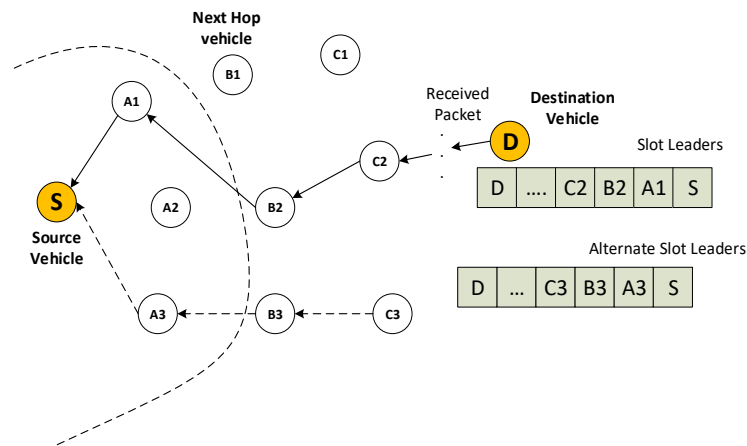 Next Hop
vehicle
B1
C1
A1
Received
Packet
Destination
Vehicle
D
C2
Slot Leaders
D .... C2 B2 A1 S
S
A2
B2
Source
Vehicle
Alternate Slot Leaders
D ... C3 B3 A3 S
A3
B3
C3